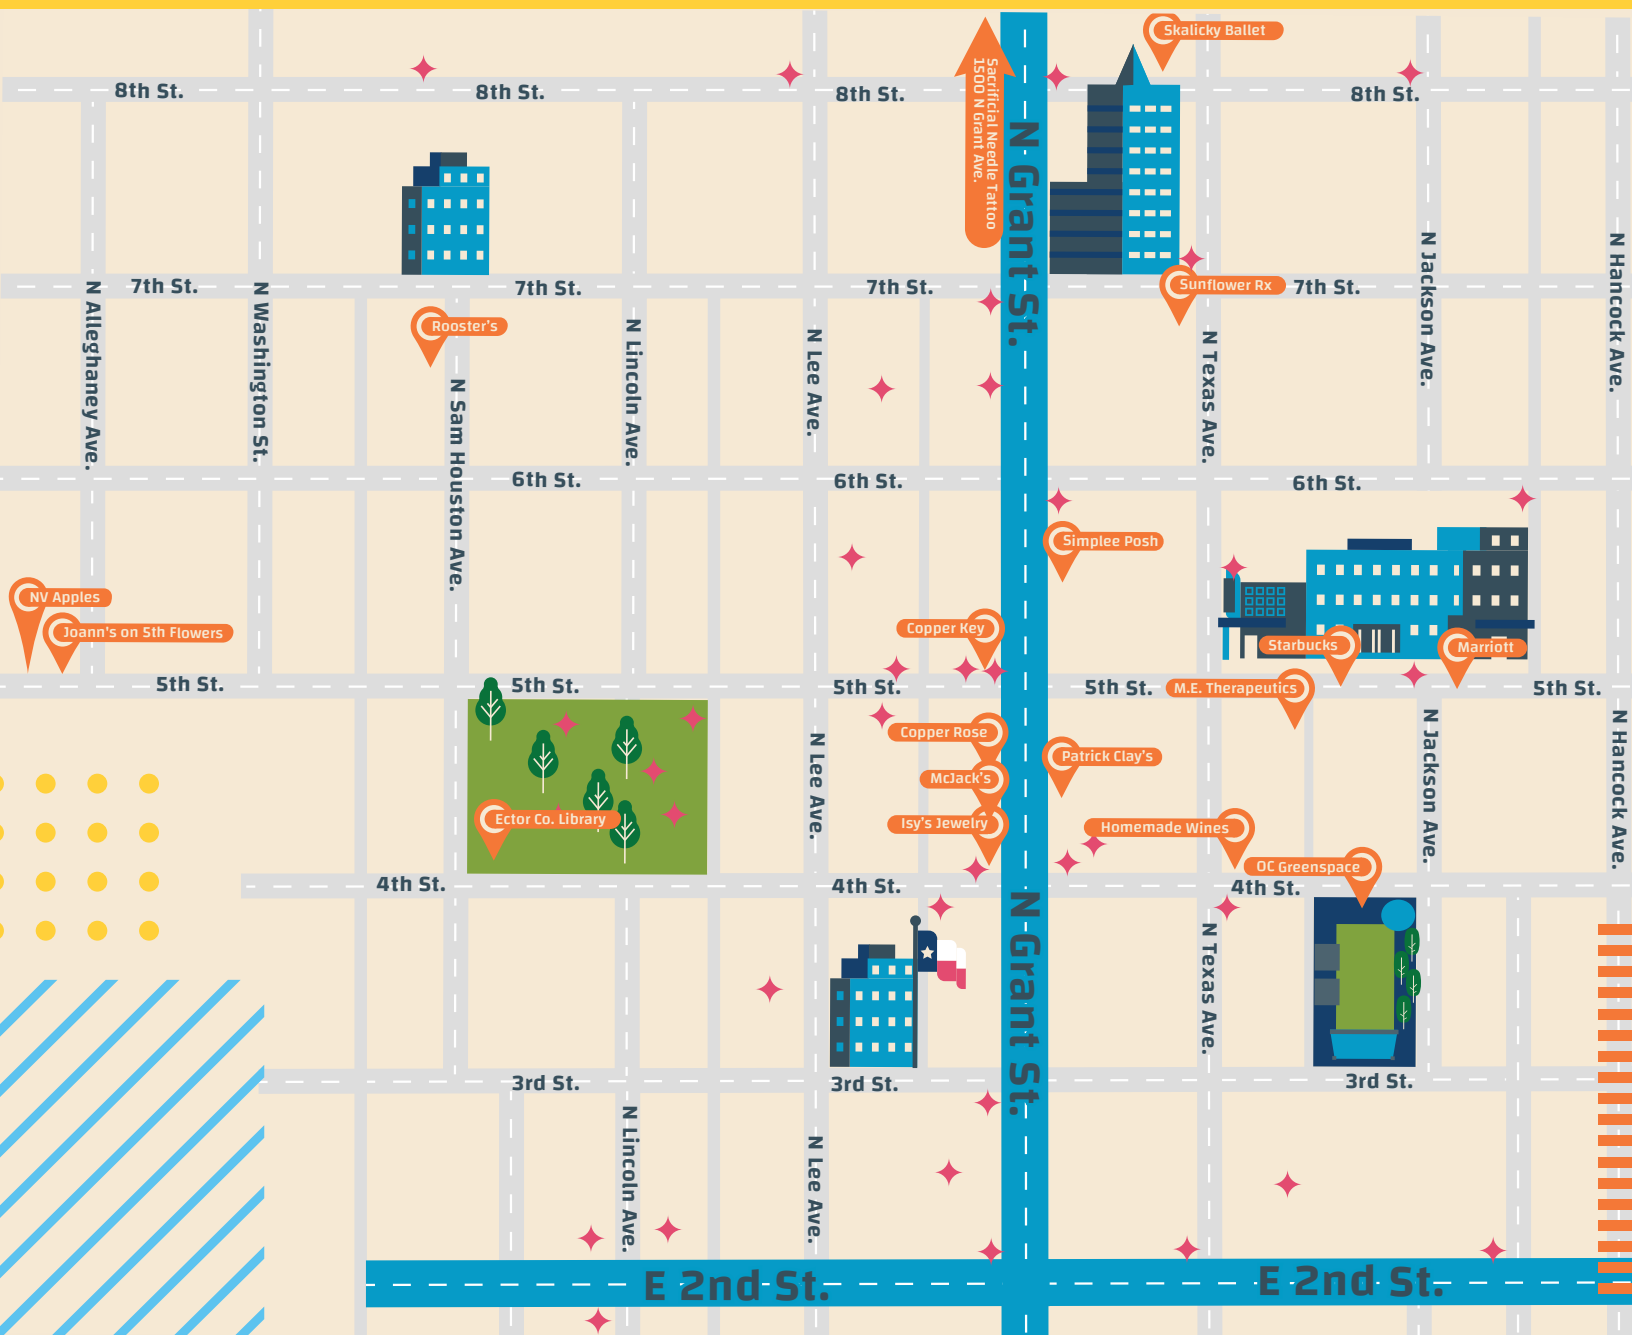 Skalicky Ballet
8th St.
8th St.
8th St.
8th St.
Sacrificial Needle Tattoo
1500 N Grant Ave.
N Grant St.
7th St.
7th St.
7th St.
Sunflower Rx
7th St.
N Alleghaney Ave.
N Washington St.
Rooster's
N Sam Houston Ave.
N Lincoln Ave.
N Lee Ave.
N Texas Ave.
N Jackson Ave.
N Hancock Ave.
6th St.
6th St.
6th St.
Simplee Posh
NV Apples
Joann's on 5th Flowers
Copper Key
Starbucks
Marriott
5th St.
5th St.
5th St.
5th St.
M.E. Therapeutics
5th St.
Copper Rose
McJack's
Isy's Jewelry
Patrick Clay's
N Lee Ave.
N Jackson Ave.
N Hancock Ave.
Ector Co. Library
Homemade Wines
OC Greenspace
4th St.
4th St.
4th St.
N Grant St.
N Texas Ave.
3rd St.
3rd St.
3rd St.
N Lincoln Ave.
N Lee Ave.
E 2nd St.
E 2nd St.